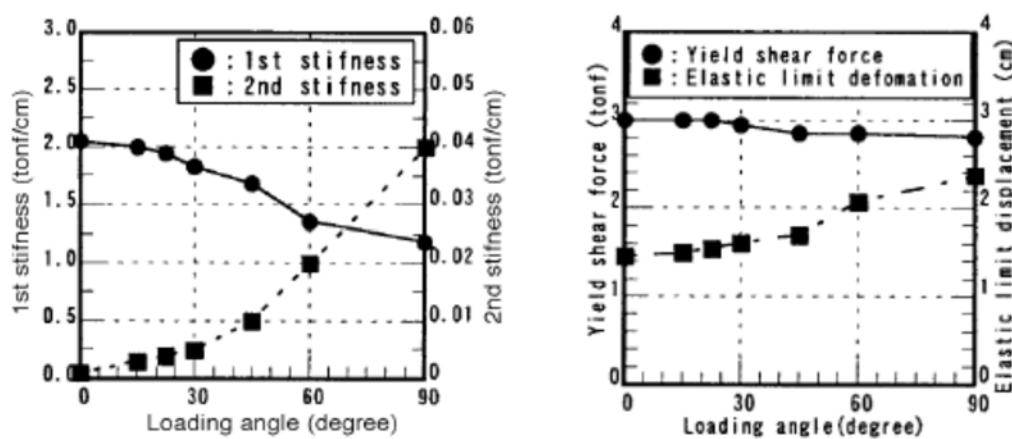 3.0
2.5
2.0
1.5
1.0
0.5
0.0
1st stifness (tonf/cm)
: 1st stifness
: 2nd stifness
0.06
0.05
0.04
0.03
0.02
0.01
0
2nd stifness (tonf/cm)
0 30 60 90
Loading angle (degree)
4
3
2
1
0
Yield shear force (tonf)
: Yield shear force
: Elastic limit defomation
4
3
2
1
0
Elastic limit displacement (cm)
0 30 60 90
Loading angle(degree)